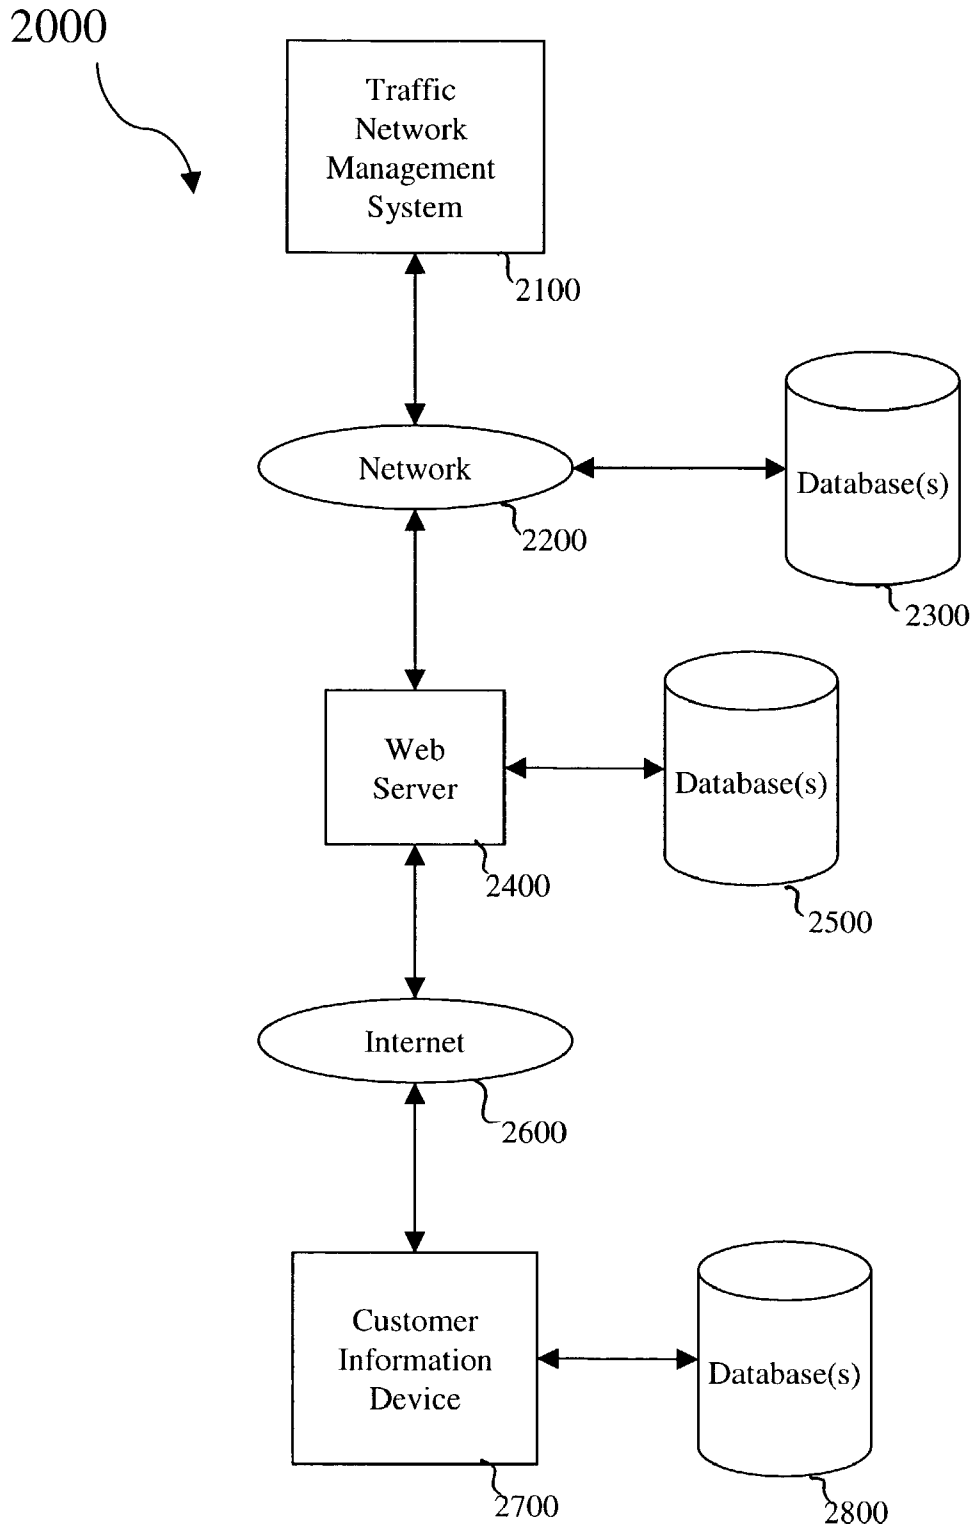 2000
Traffic
Network
Management
System
2100
Network
2200
Database(s)
2300
Web
Server
2400
Database(s)
2500
Internet
2600
Customer
Information
Device
2700
Database(s)
2800